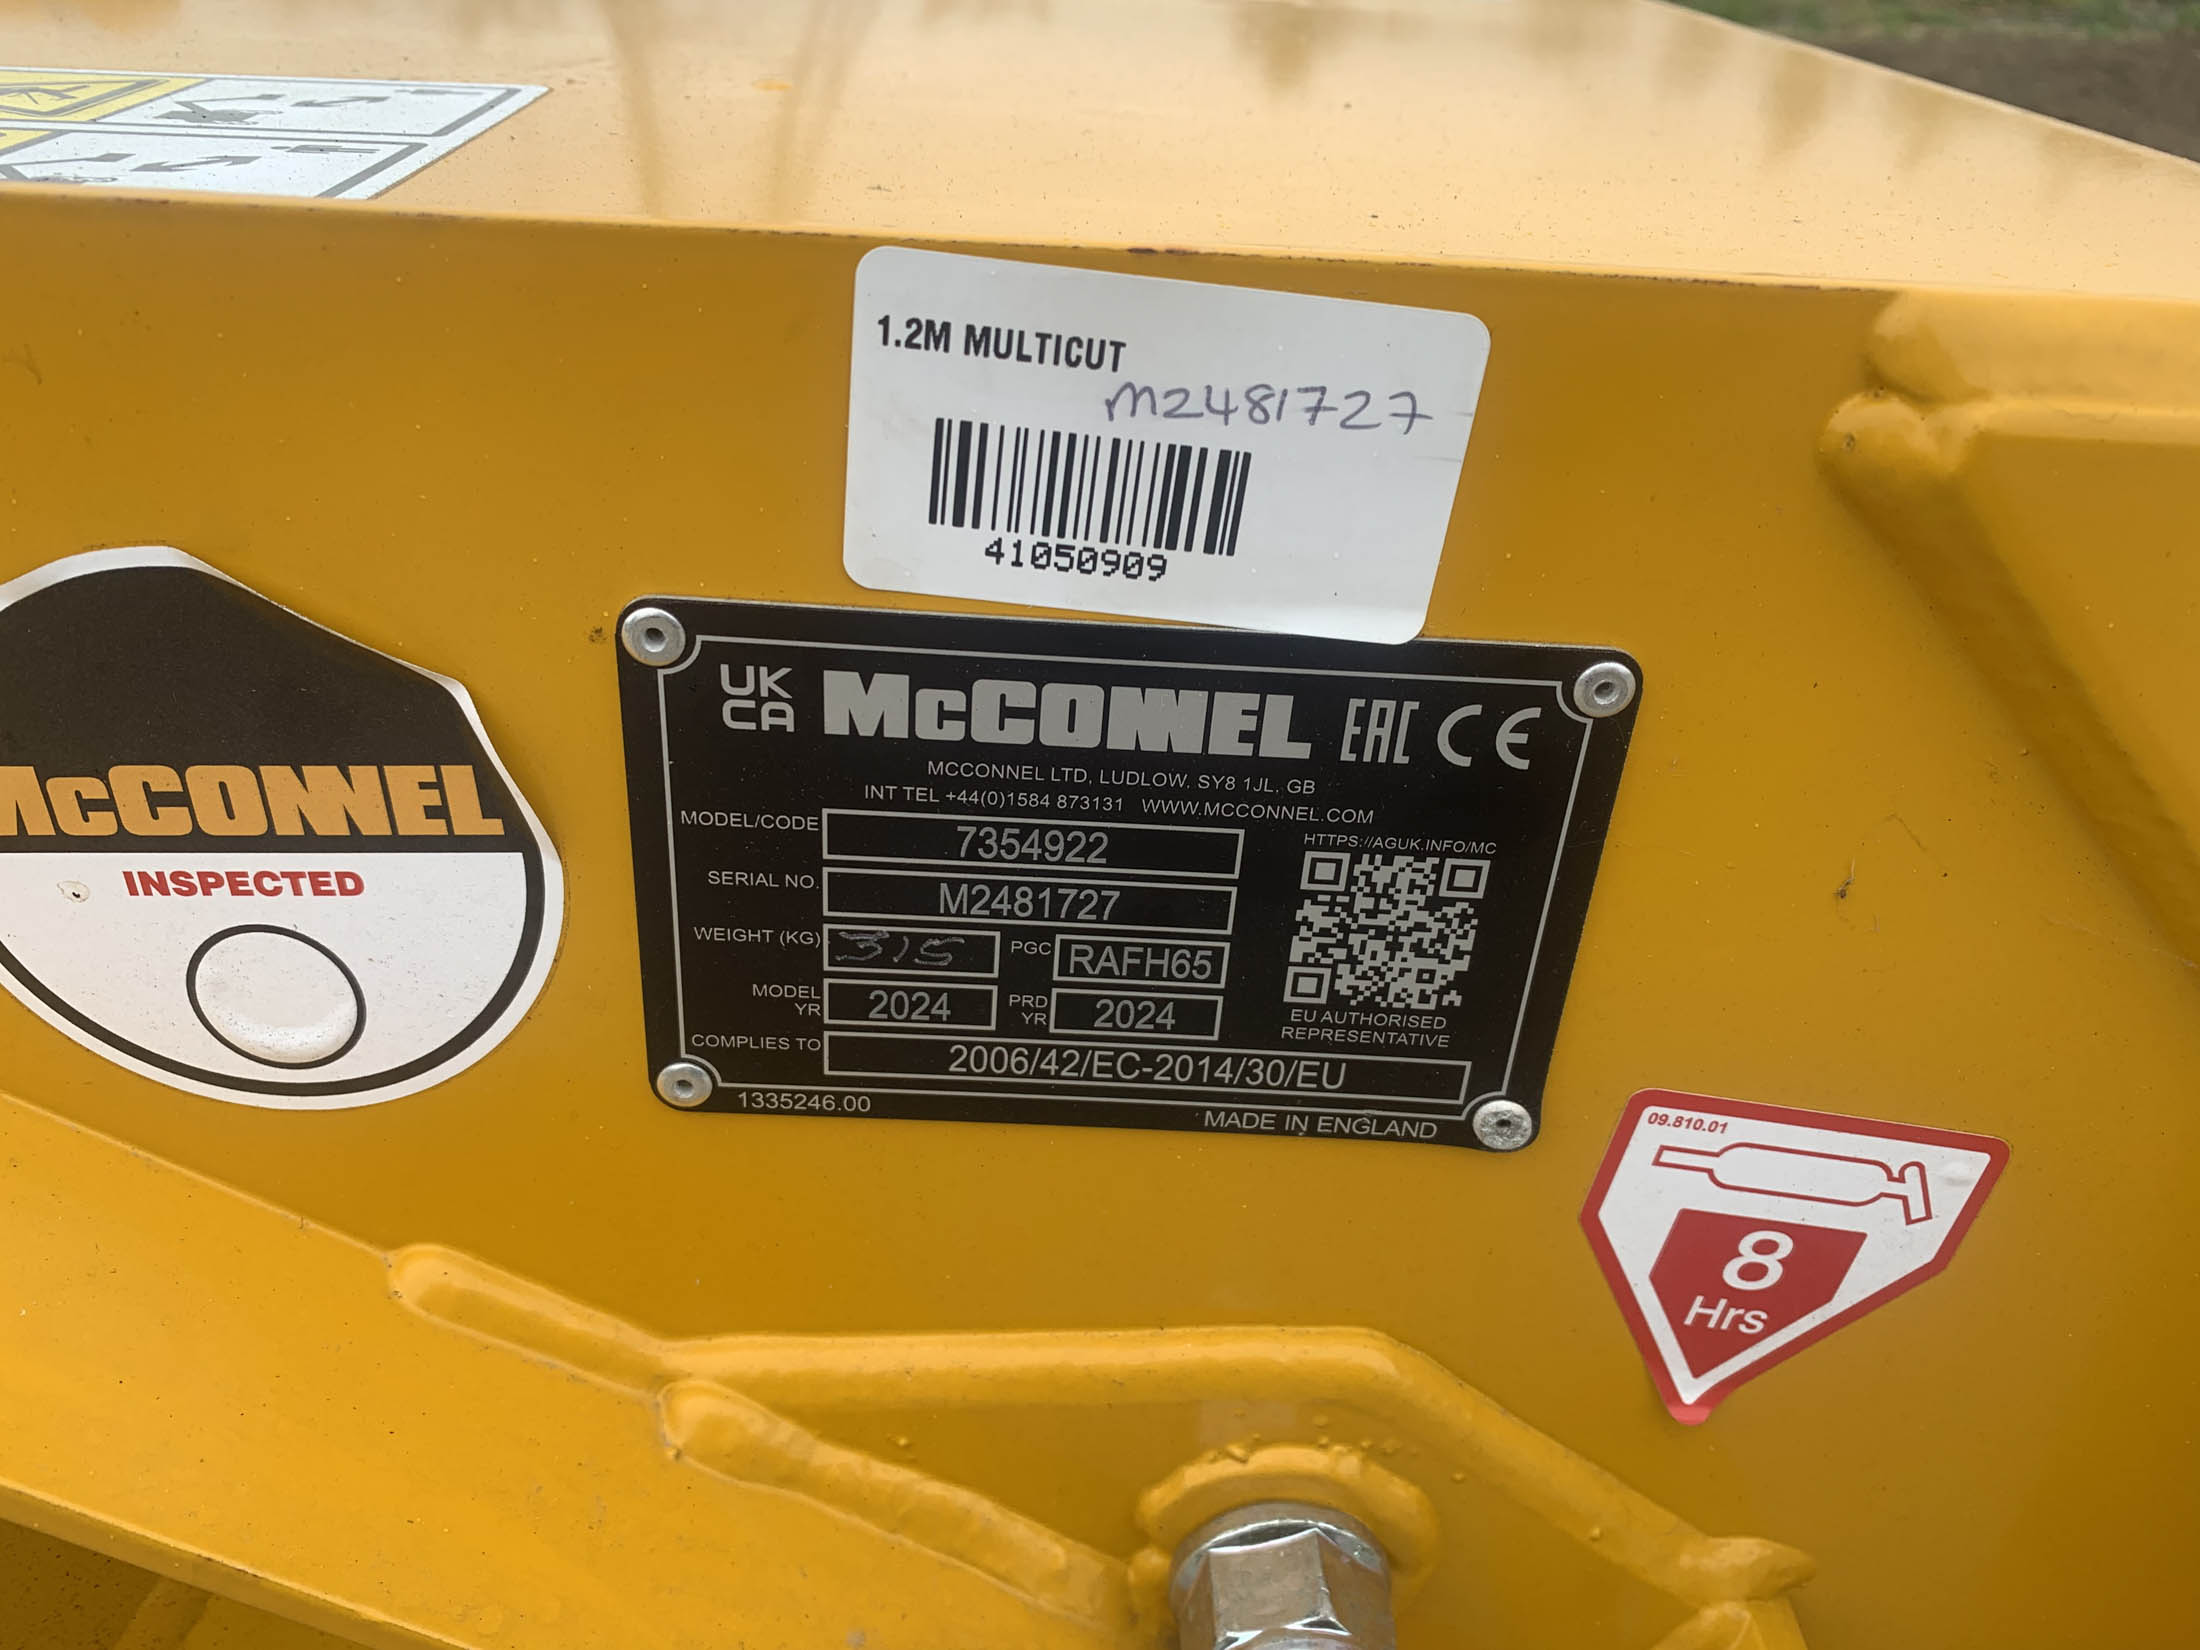 1.2M MULTICUT
M2481727
41050909
UK
CA
McCONNEL
EAC CE
MCCONNEL LTD, LUDLOW, SY8 1JL, GB
INT TEL +44(0)1584 873131 WWW.MCCONNEL.COM
MODEL/CODE 7354922
HTTPS://AGUK.INFO/MC
SERIAL NO. M2481727
WEIGHT (KG) 315 PGC RAFH65
MODEL YR 2024 PRD YR 2024
EU AUTHORISED
REPRESENTATIVE
COMPLIES TO 2006/42/EC-2014/30/EU
1335246.00
MADE IN ENGLAND
McCONNEL
INSPECTED
09.810.01
8
Hrs